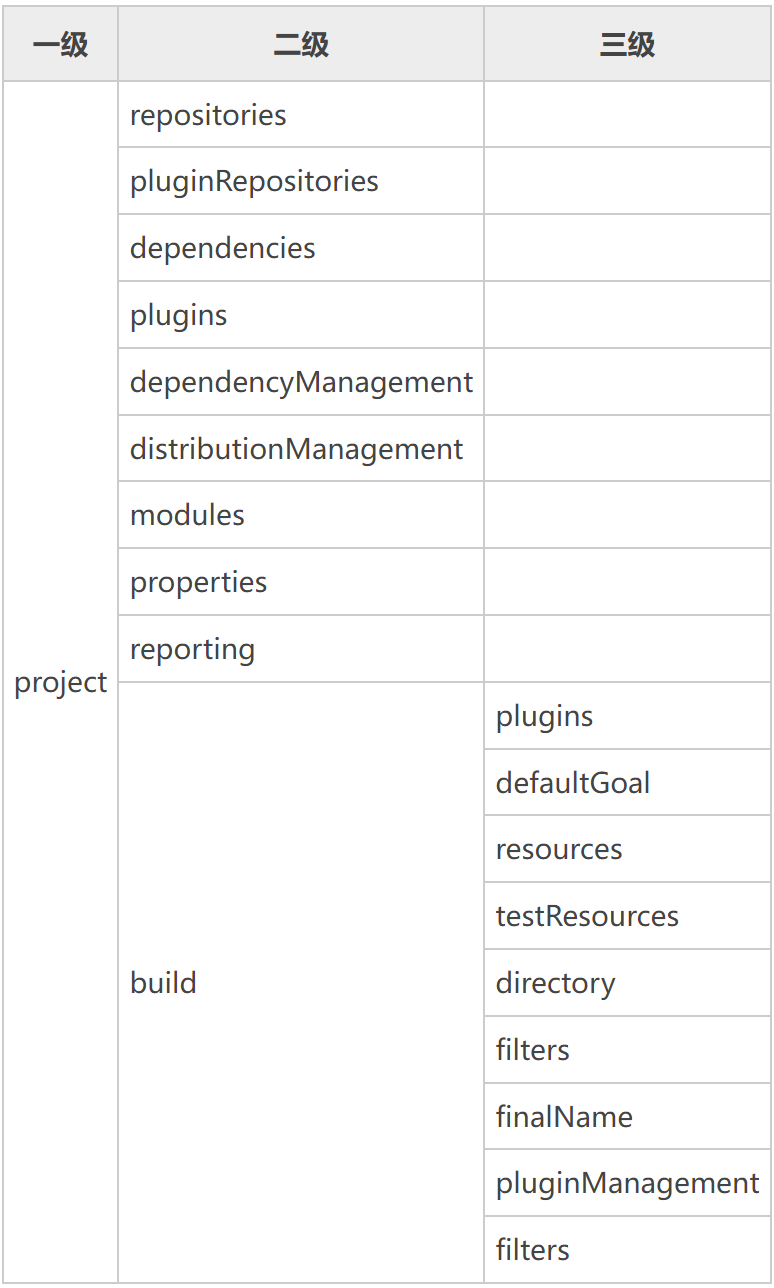 一级 二级 三级
repositories
pluginRepositories
dependencies
plugins
dependencyManagement
distributionManagement
modules
properties
reporting
project
plugins
defaultGoal
resources
testResources
build
directory
filters
finalName
pluginManagement
filters